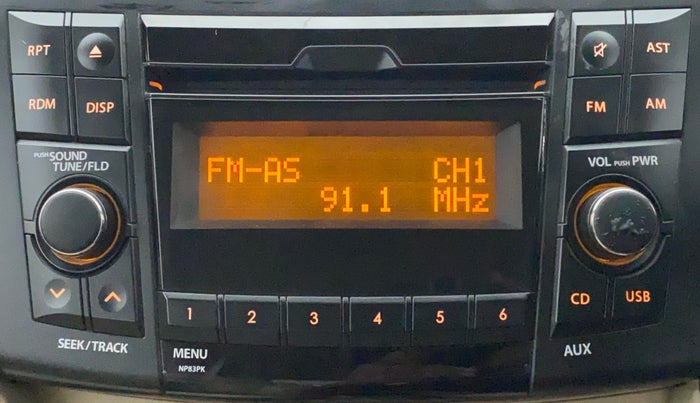 RPT
AST
RDM
DISP
FM
AM
PUSH SOUND
TUNE/FLD
VOL PUSH PWR
FM-AS CH1
91.1 MHz
CD
USB
1 2 3 4 5 6
SEEK/TRACK
MENU
NP83PK
AUX